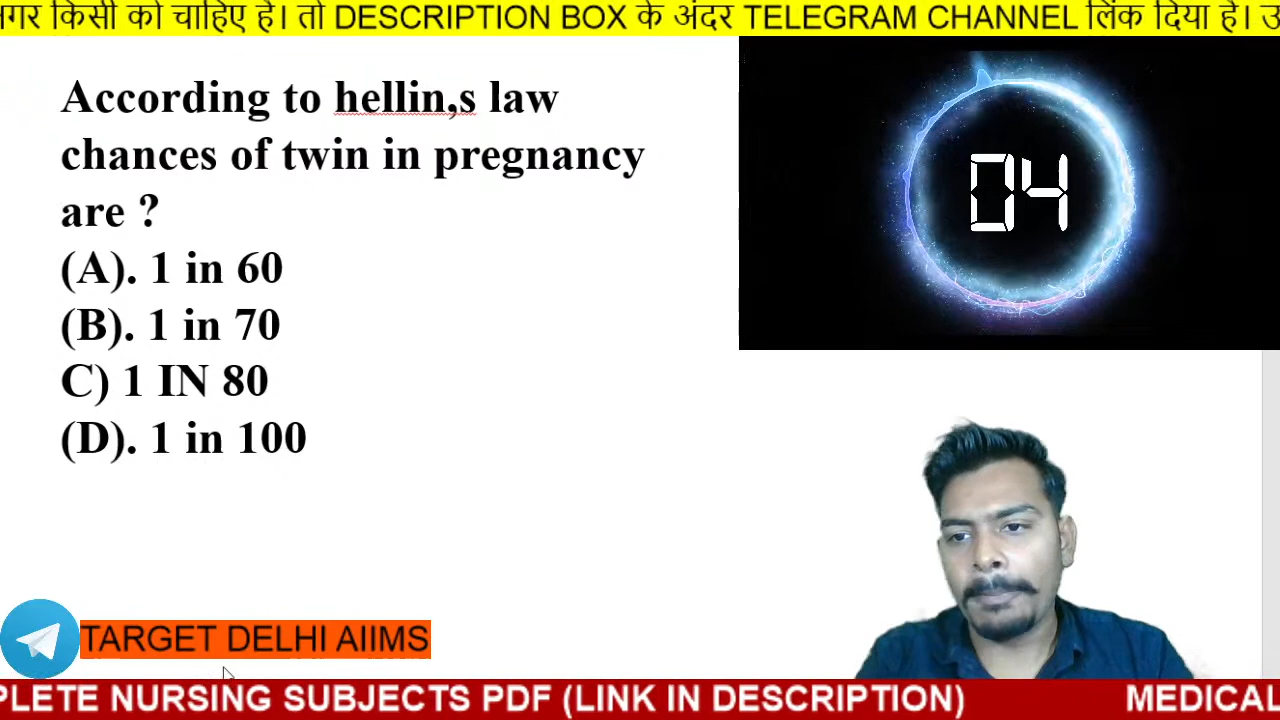 अगर किसी को चाहिए है। तो DESCRIPTION BOX के अंदर TELEGRAM CHANNEL लिंक दिया है। उ
According to hellin,s law
chances of twin in pregnancy
are ?
(A). 1 in 60
(B). 1 in 70
C) 1 IN 80
(D). 1 in 100
04
TARGET DELHI AIIMS
PLETE NURSING SUBJECTS PDF (LINK IN DESCRIPTION) MEDICAL